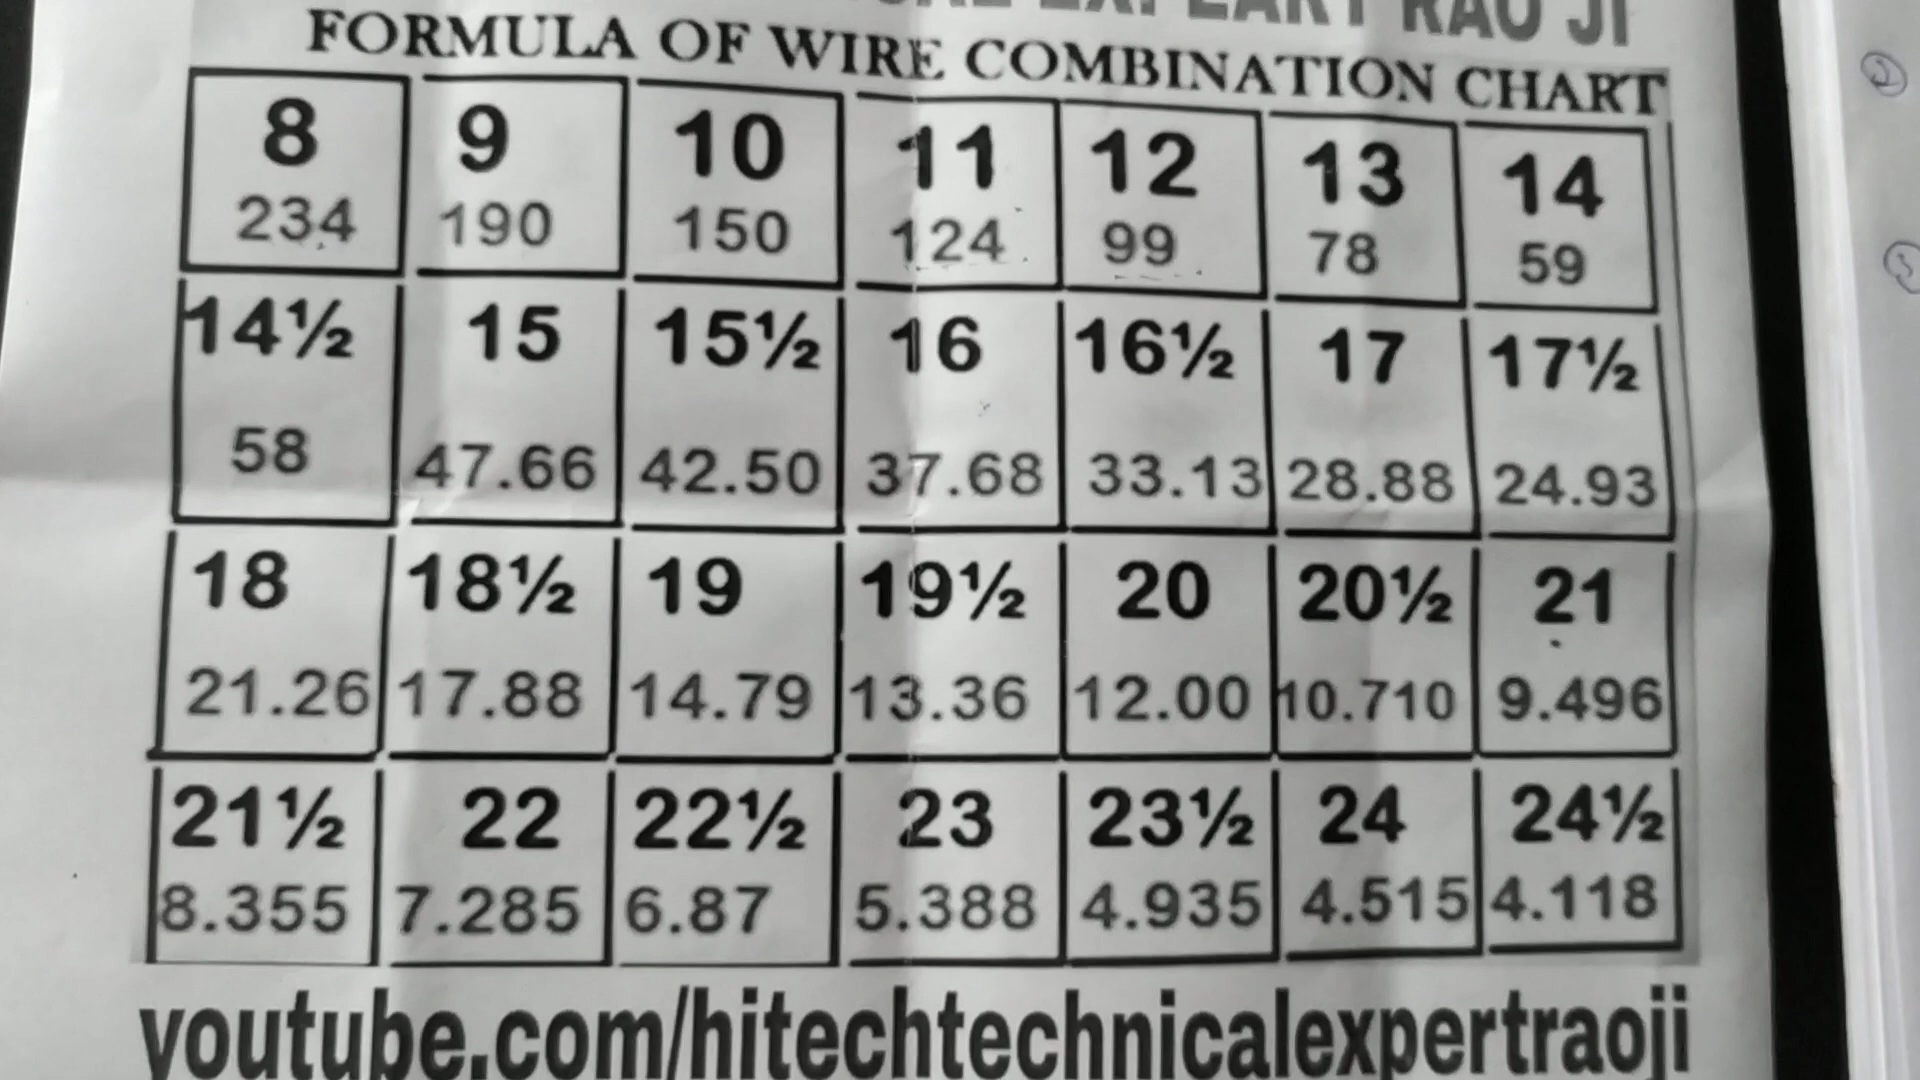 RAO JI
FORMULA OF WIRE COMBINATION CHART
8 9 10 11 12 13 14
234 190 150 124 99 78 59
14½ 15 15½ 16 16½ 17 17½
58 47.66 42.50 37.68 33.13 28.88 24.93
18 18½ 19 19½ 20 20½ 21
21.26 17.88 14.79 13.36 12.00 10.710 9.496
21½ 22 22½ 23 23½ 24 24½
8.355 7.285 6.87 5.388 4.935 4.515 4.118
youtube.com/hitechtechnicalexpertraoji
2
3